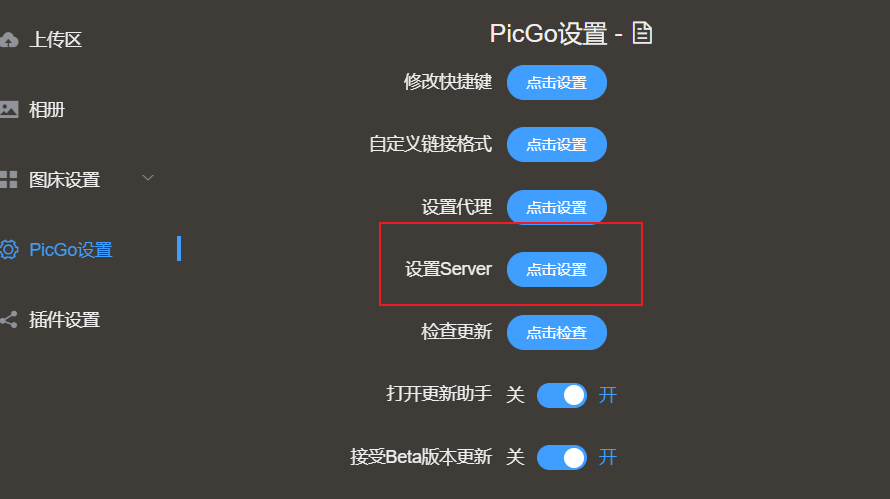 PicGo设置 -
上传区
相册
图床设置
PicGo设置
插件设置
修改快捷键 点击设置
自定义链接格式 点击设置
设置代理 点击设置
设置Server 点击设置
检查更新 点击检查
打开更新助手 关 开
接受Beta版本更新 关 开